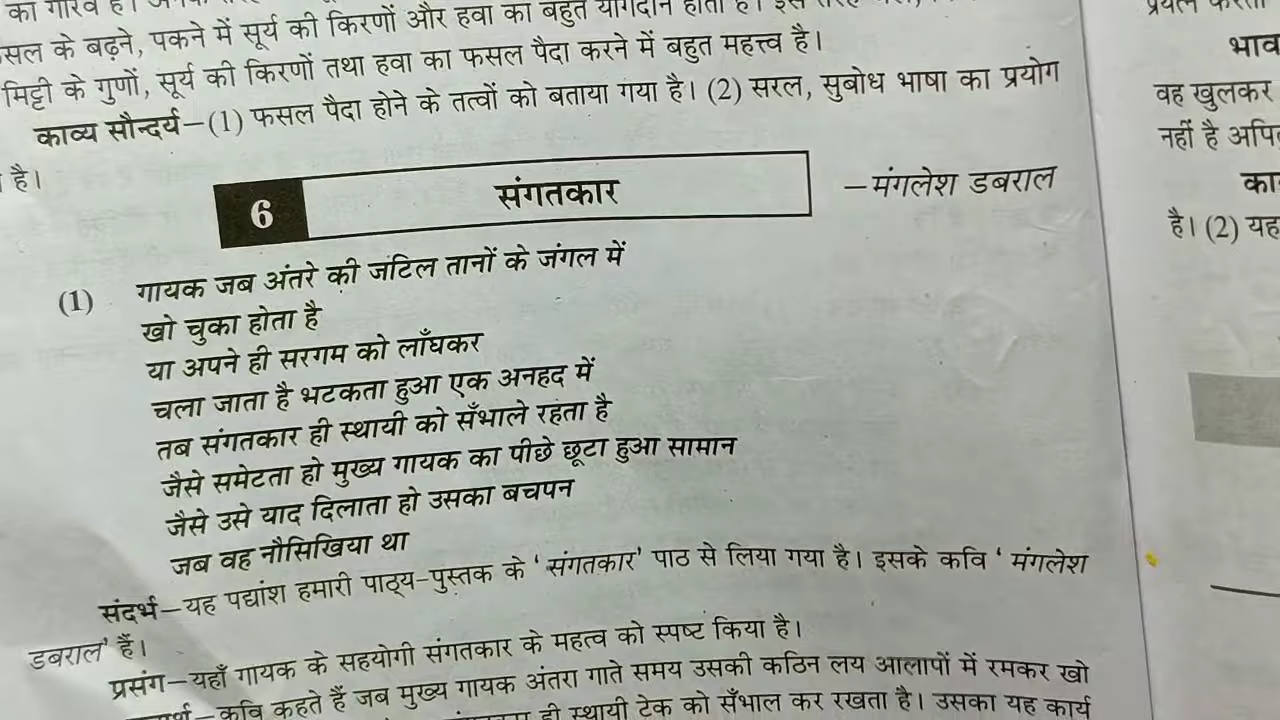 का गौरव है।
सल के बढ़ने, पकने में सूर्य की किरणों और हवा का बहुत योगदान होता है।
मिट्टी के गुणों, सूर्य की किरणों तथा हवा का फसल पैदा करने में बहुत महत्त्व है।
काव्य सौन्दर्य–(1) फसल पैदा होने के तत्वों को बताया गया है। (2) सरल, सुबोध भाषा का प्रयोग
है।
6 संगतकार –मंगलेश डबराल
(1) गायक जब अंतरे की जटिल तानों के जंगल में
खो चुका होता है
या अपने ही सरगम को लाँघकर
चला जाता है भटकता हुआ एक अनहद में
तब संगतकार ही स्थायी को सँभाले रहता है
जैसे समेटता हो मुख्य गायक का पीछे छूटा हुआ सामान
जैसे उसे याद दिलाता हो उसका बचपन
जब वह नौसिखिया था
संदर्भ–यह पद्यांश हमारी पाठ्य-पुस्तक के 'संगतकार' पाठ से लिया गया है। इसके कवि 'मंगलेश
डबराल' हैं।
प्रसंग–यहाँ गायक के सहयोगी संगतकार के महत्व को स्पष्ट किया है।
कवि कहते हैं जब मुख्य गायक अंतरा गाते समय उसकी कठिन लय आलापों में रमकर खो
ही स्थायी टेक को सँभाल कर रखता है। उसका यह कार्य
भाव
वह खुलकर
नहीं है अपि
का
है। (2) यह